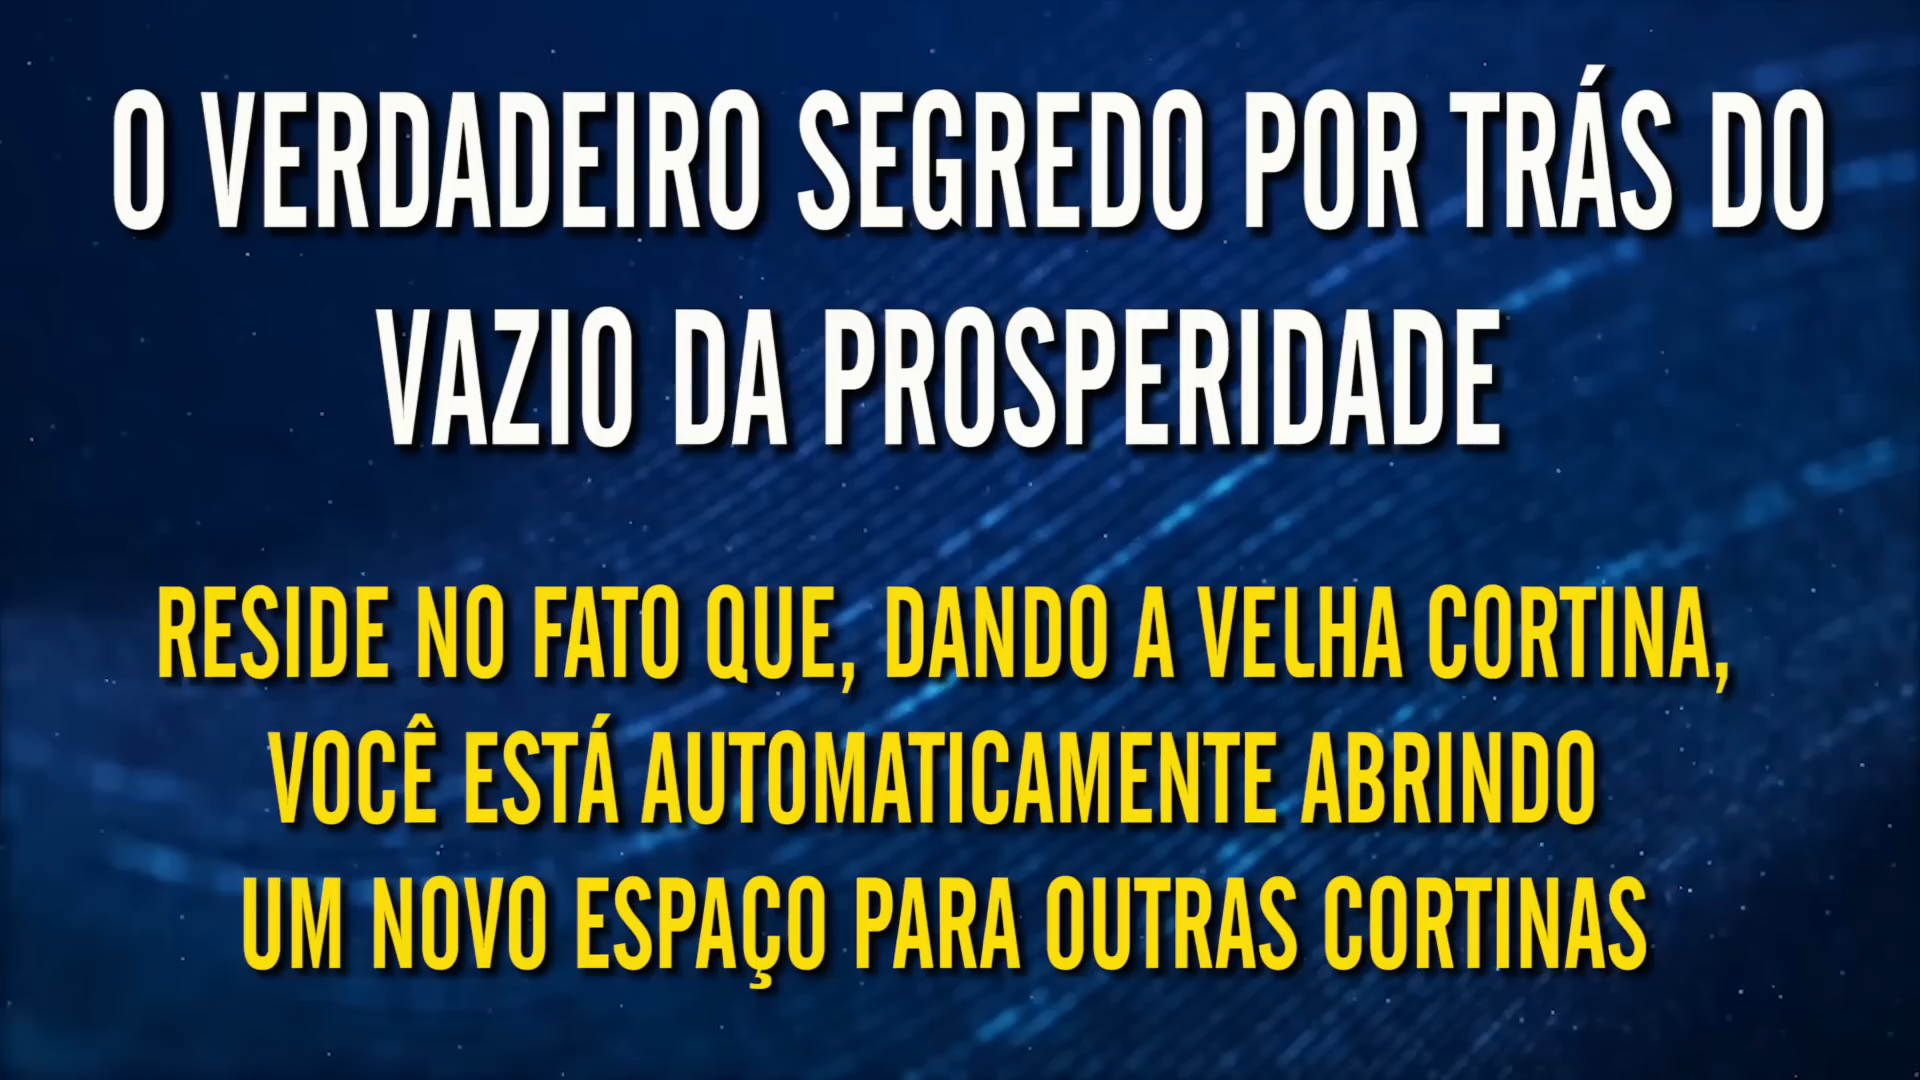 O VERDADEIRO SEGREDO POR TRÁS DO
VAZIO DA PROSPERIDADE
RESIDE NO FATO QUE, DANDO A VELHA CORTINA,
VOCÊ ESTÁ AUTOMATICAMENTE ABRINDO
UM NOVO ESPAÇO PARA OUTRAS CORTINAS